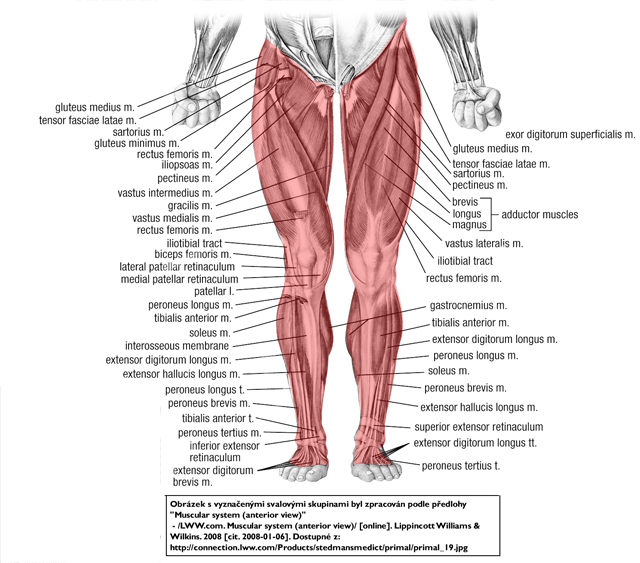 gluteus medius m.
tensor fasciae latae m.
sartorius m.
gluteus minimus m.
rectus femoris m.
iliopsoas m.
pectineus m.
vastus intermedius m.
gracilis m.
vastus medialis m.
rectus femoris m.
iliotibial tract
biceps femoris m.
lateral patellar retinaculum
medial patellar retinaculum
patellar l.
peroneus longus m.
tibialis anterior m.
soleus m.
interosseous membrane
extensor digitorum longus m.
extensor hallucis longus m.
peroneus longus t.
peroneus brevis m.
tibialis anterior t.
peroneus tertius m.
inferior extensor
retinaculum
extensor digitorum
brevis m.
exor digitorum superficialis m.
gluteus medius m.
tensor fasciae latae m.
sartorius m.
pectineus m.
brevis
longus
magnus
adductor muscles
vastus lateralis m.
iliotibial tract
rectus femoris m.
gastrocnemius m.
tibialis anterior m.
extensor digitorum longus m.
peroneus longus m.
soleus m.
peroneus brevis m.
extensor hallucis longus m.
superior extensor retinaculum
extensor digitorum longus tt.
peroneus tertius t.
Obrázek s vyznačenými svalovými skupinami byl zpracován podle předlohy
"Muscular system (anterior view)"
- /LWW.com. Muscular system (anterior view)/ [online]. Lippincott Williams &
Wilkins. 2008 [cit. 2008-01-06]. Dostupné z:
http://connection.lww.com/Products/stedmansmedict/primal/primal_19.jpg